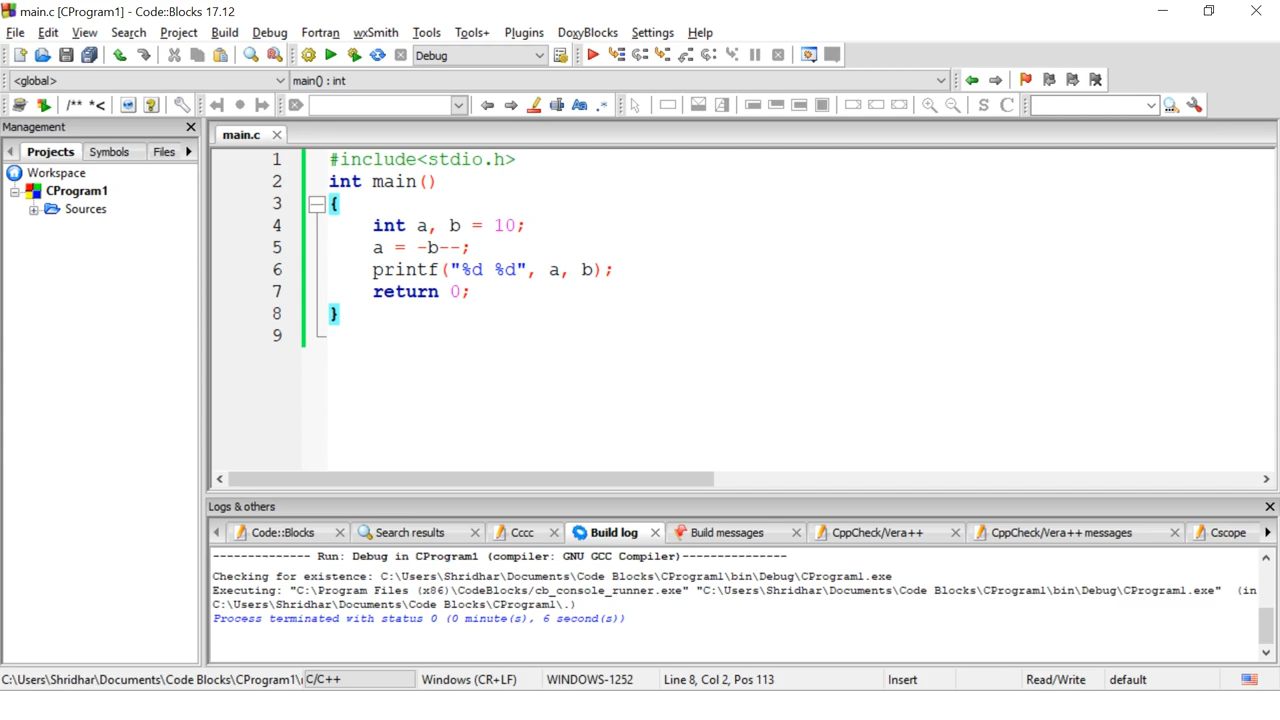 main.c [CProgram1] - Code::Blocks 17.12
File Edit View Search Project Build Debug Fortran wxSmith Tools Tools+ Plugins DoxyBlocks Settings Help
Debug
<global> main() : int
/** *< ? Aa .* S C
Management
main.c
Projects Symbols Files
Workspace
CProgram1
Sources
1 #include<stdio.h>
2 int main()
3 {
4 int a, b = 10;
5 a = -b--;
6 printf("%d %d", a, b);
7 return 0;
8 }
9
Logs & others
Code::Blocks Search results Cccc Build log Build messages CppCheck/Vera++ CppCheck/Vera++ messages Cscope
-------------- Run: Debug in CProgram1 (compiler: GNU GCC Compiler)---------------
Checking for existence: C:\Users\Shridhar\Documents\Code Blocks\CProgram1\bin\Debug\CProgram1.exe
Executing: "C:\Program Files (x86)\CodeBlocks/cb_console_runner.exe" "C:\Users\Shridhar\Documents\Code Blocks\CProgram1\bin\Debug\CProgram1.exe" (in
C:\Users\Shridhar\Documents\Code Blocks\CProgram1\.)
Process terminated with status 0 (0 minute(s), 6 second(s))
C:\Users\Shridhar\Documents\Code Blocks\CProgram1\ C/C++ Windows (CR+LF) WINDOWS-1252 Line 8, Col 2, Pos 113 Insert Read/Write default